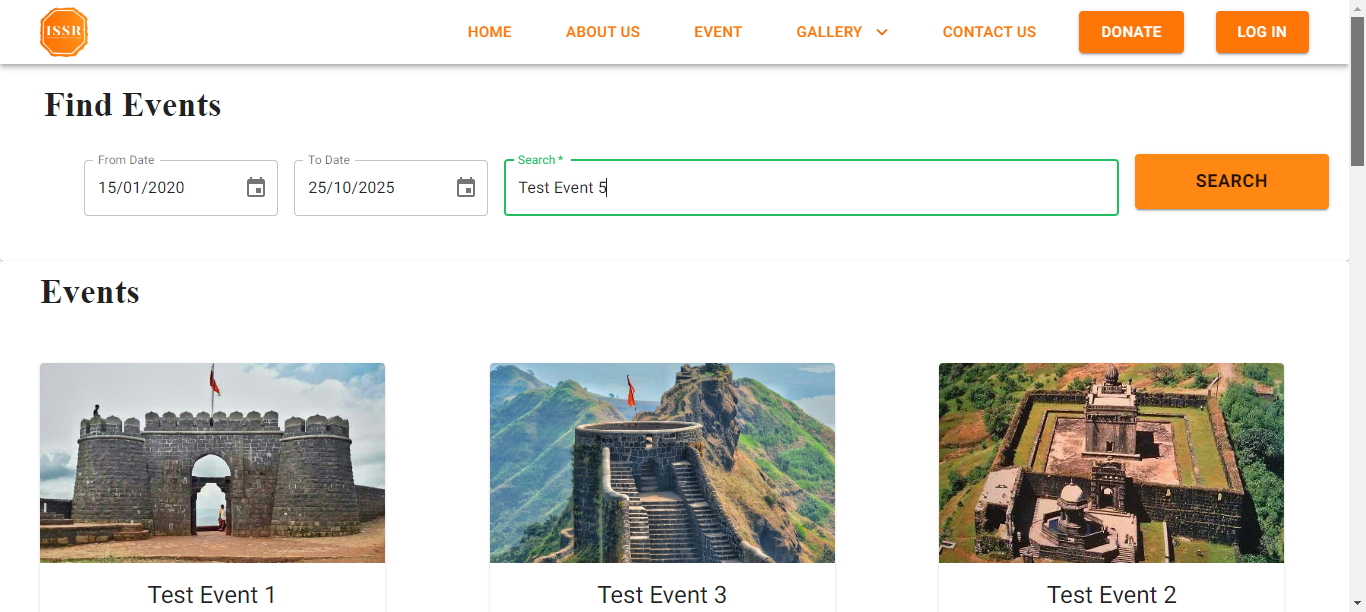 ISSR
HOME ABOUT US EVENT GALLERY CONTACT US DONATE LOG IN
Find Events
From Date To Date Search *
15/01/2020 25/10/2025 Test Event 5 SEARCH
Events
Test Event 1 Test Event 3 Test Event 2